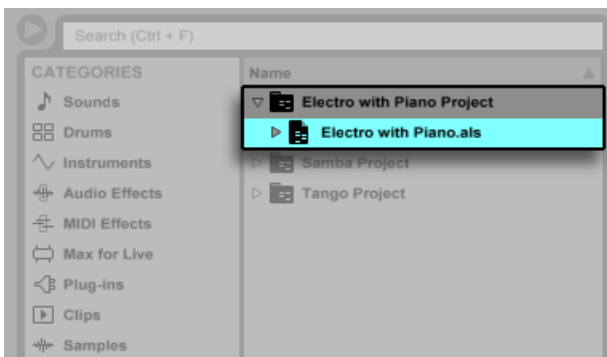 Search (Ctrl + F)
CATEGORIES
Sounds
Drums
Instruments
Audio Effects
MIDI Effects
Max for Live
Plug-ins
Clips
Samples
Name
Electro with Piano Project
Electro with Piano.als
Samba Project
Tango Project